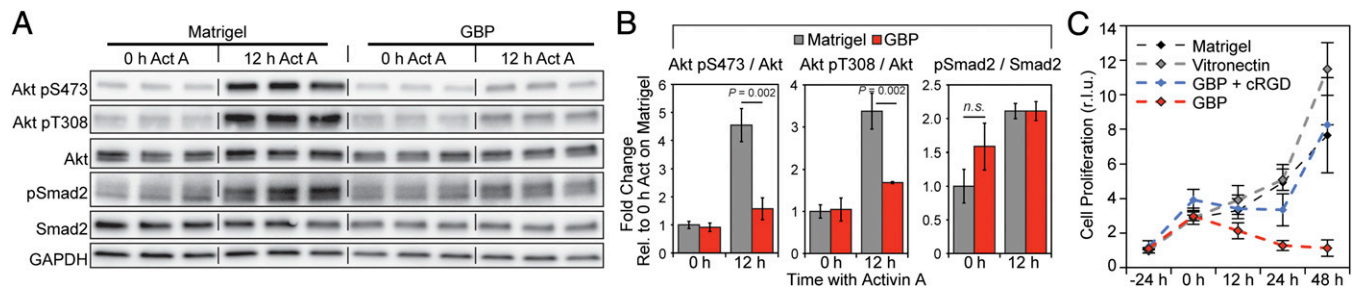 A
Matrigel GBP
0 h Act A 12 h Act A 0 h Act A 12 h Act A
Akt pS473
Akt pT308
Akt
pSmad2
Smad2
GAPDH
B
Matrigel GBP
Akt pS473 / Akt Akt pT308 / Akt pSmad2 / Smad2
Fold Change
Rel. to 0 h Act on Matrigel
6
5
4
3
2
1
0
P = 0.002
0 h 12 h
4
3
2
1
0
P = 0.002
0 h 12 h
2.5
2.0
1.5
1.0
0.5
0.0
n.s.
0 h 12 h
Time with Activin A
C
Cell Proliferation (r.l.u.)
14
12
10
8
6
4
2
0
Matrigel
Vitronectin
GBP + cRGD
GBP
-24 h 0 h 12 h 24 h 48 h